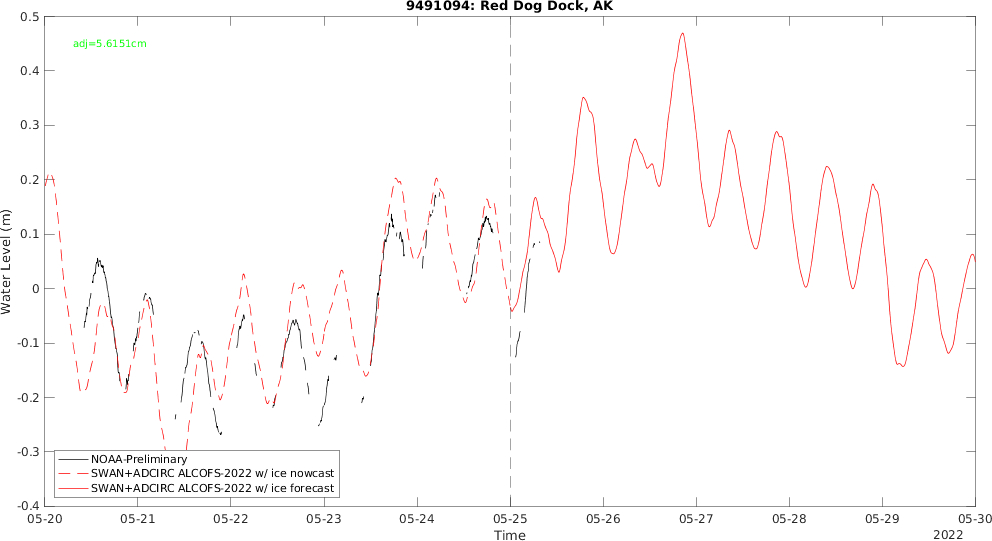 9491094: Red Dog Dock, AK
adj=5.6151cm
0.5
0.4
0.3
0.2
0.1
0
-0.1
-0.2
-0.3
-0.4
Water Level (m)
NOAA-Preliminary
SWAN+ADCIRC ALCOFS-2022 w/ ice nowcast
SWAN+ADCIRC ALCOFS-2022 w/ ice forecast
05-20 05-21 05-22 05-23 05-24 05-25 05-26 05-27 05-28 05-29 05-30
Time
2022